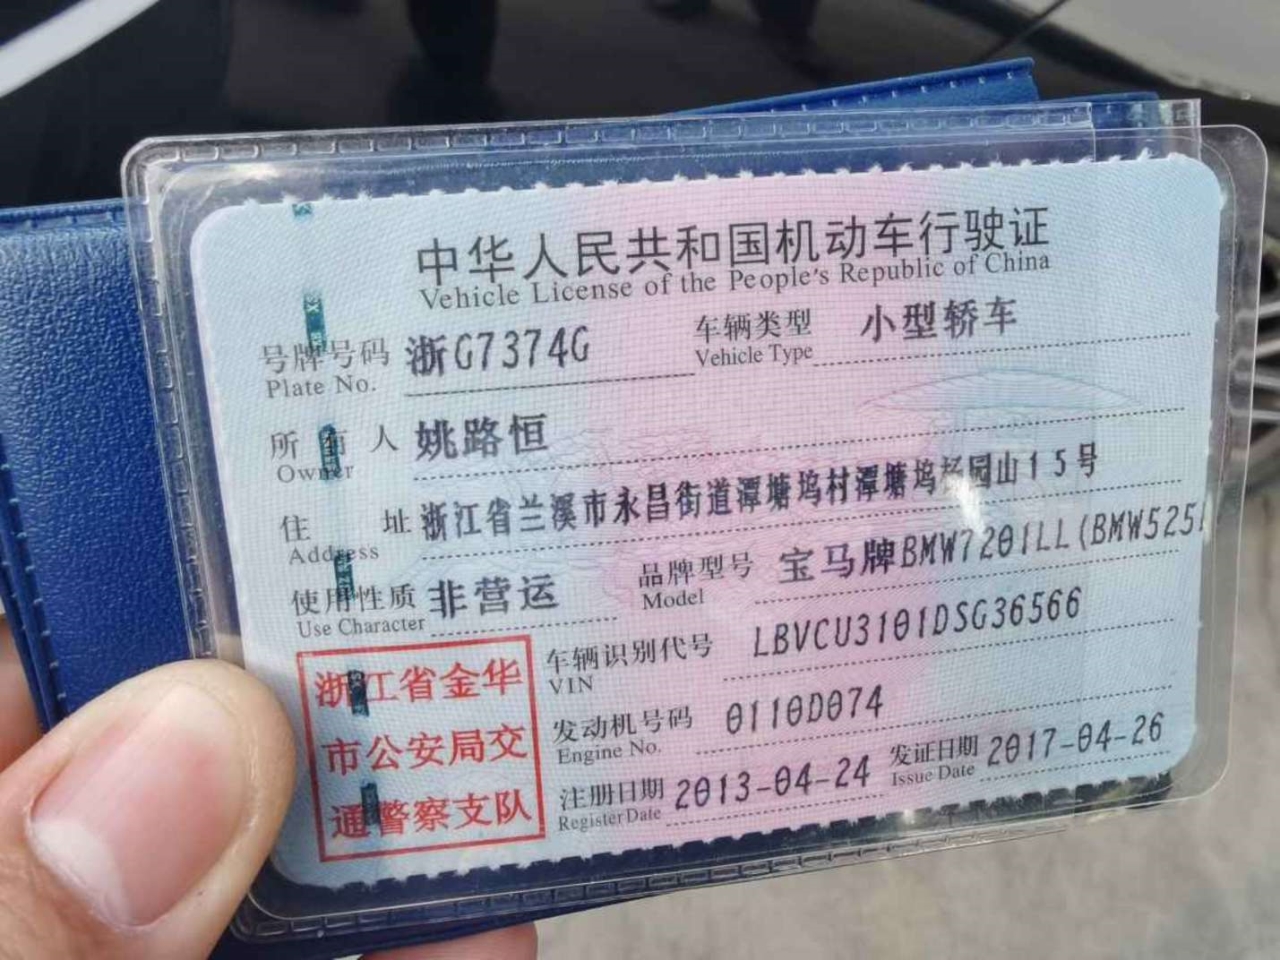 中华人民共和国机动车行驶证
Vehicle License of the People's Republic of China
号牌号码 浙G7374G 车辆类型 小型轿车
Plate No. Vehicle Type
所有人 姚路恒
Owner
住址 浙江省兰溪市永昌街道潭塘坞村潭塘坞杨园山15号
Address
使用性质 非营运 品牌型号 宝马牌BMW7201LL(BMW525
Use Character Model
浙江省金华
市公安局交
通警察支队
车辆识别代号 LBVCU3101DSG36566
VIN
发动机号码 0110D074
Engine No.
注册日期 2013-04-24 发证日期 2017-04-26
Register Date Issue Date